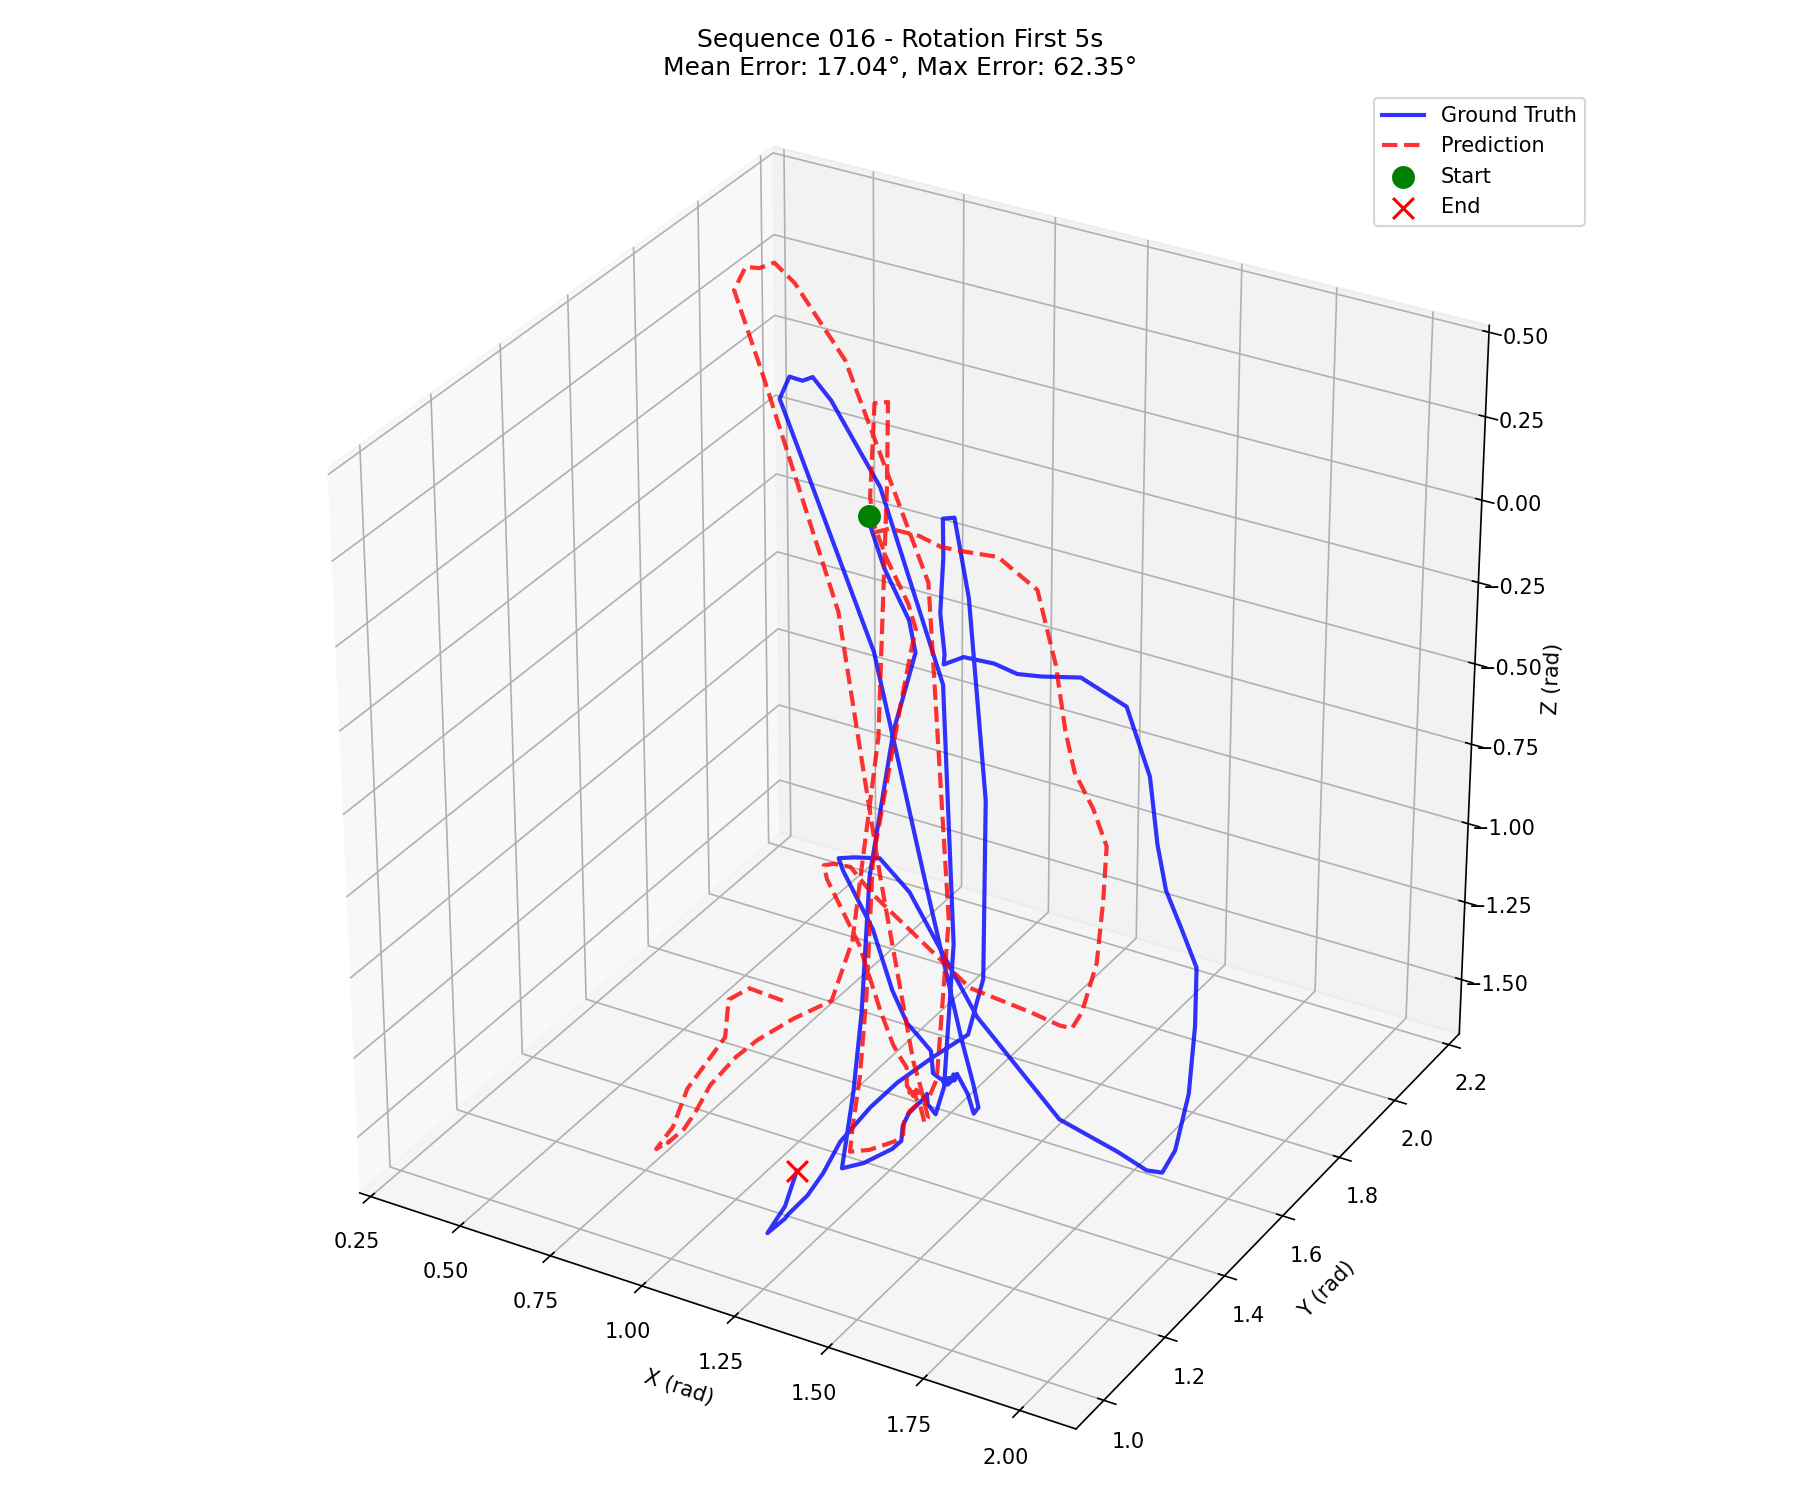 Sequence 016 - Rotation First 5s
Mean Error: 17.04°, Max Error: 62.35°
Ground Truth
Prediction
Start
End
0.50
0.25
0.00
−0.25
−0.50
−0.75
−1.00
−1.25
−1.50
Z (rad)
2.2
2.0
1.8
1.6
1.4
1.2
1.0
Y (rad)
0.25
0.50
0.75
1.00
1.25
1.50
1.75
2.00
X (rad)